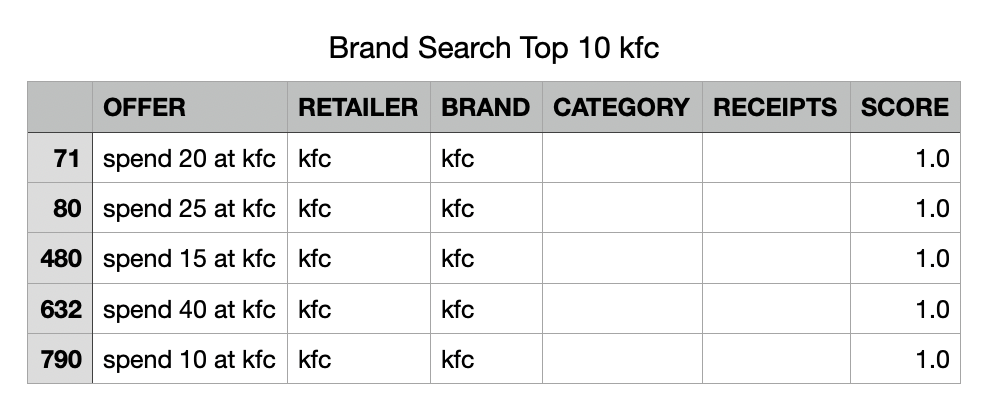 Brand Search Top 10 kfc
OFFER RETAILER BRAND CATEGORY RECEIPTS SCORE
71 spend 20 at kfc kfc kfc 1.0
80 spend 25 at kfc kfc kfc 1.0
480 spend 15 at kfc kfc kfc 1.0
632 spend 40 at kfc kfc kfc 1.0
790 spend 10 at kfc kfc kfc 1.0